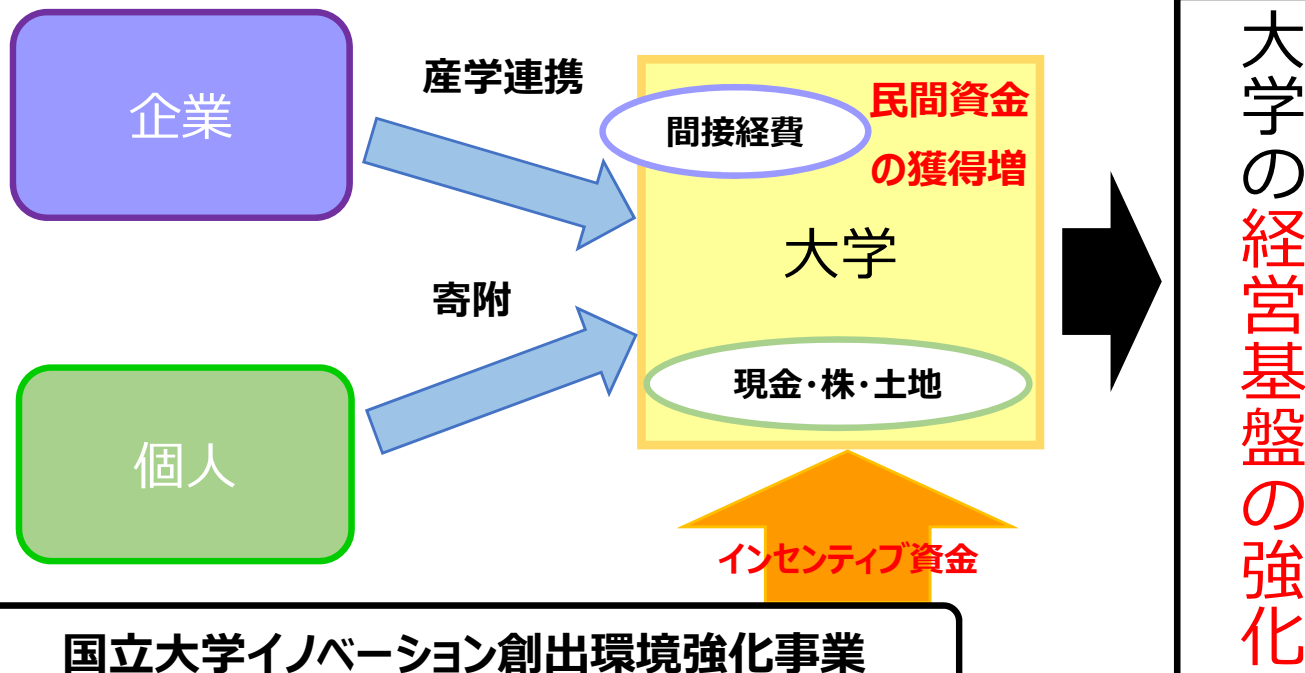 企業
産学連携
間接経費
民間資金
の獲得増
大学
寄附
現金・株・土地
個人
インセンティブ資金
国立大学イノベーション創出環境強化事業
大学の経営基盤の強化